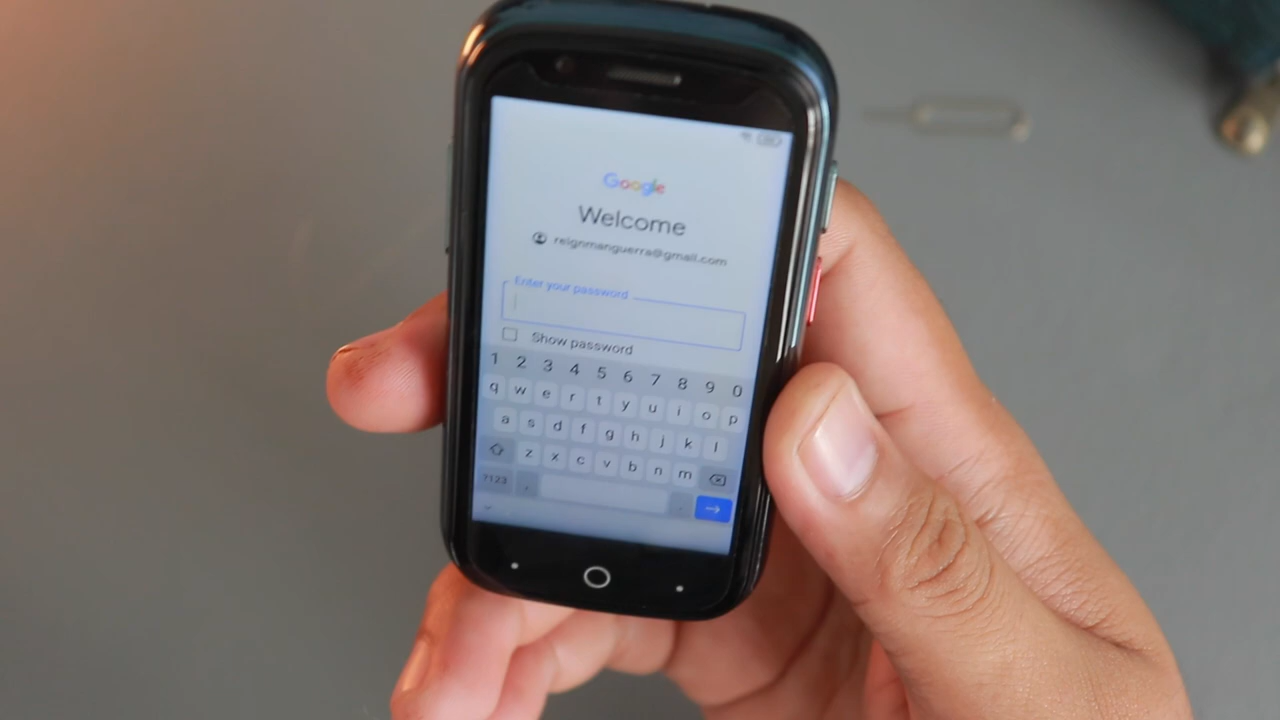 Google
Welcome
reignmanguerra@gmail.com
Enter your password
Show password
1 2 3 4 5 6 7 8 9 0
q w e r t y u i o p
a s d f g h j k l
z x c v b n m
?123 , .